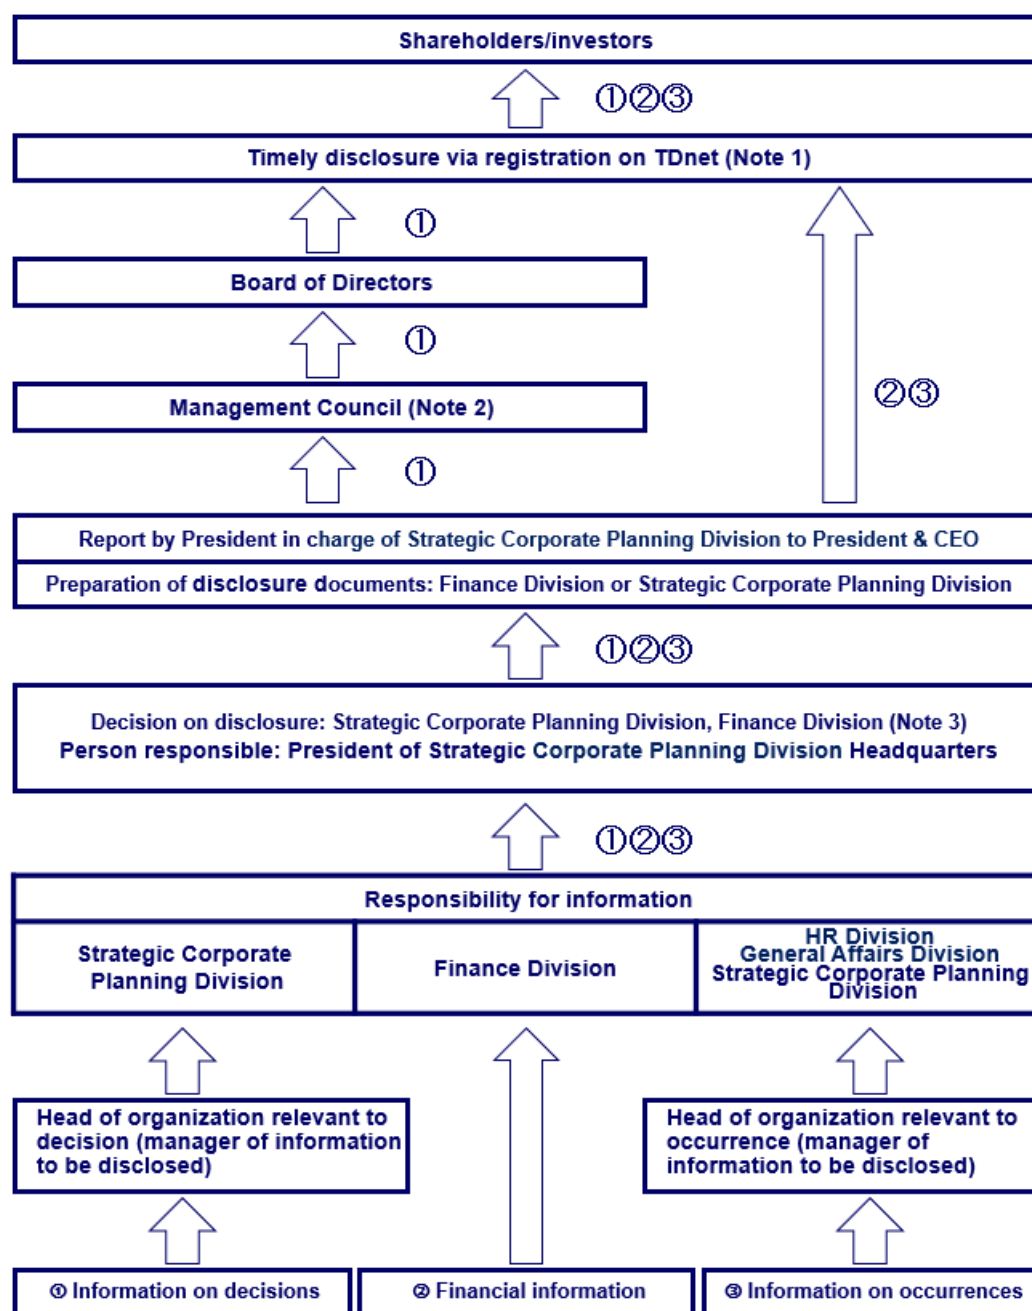 Shareholders/investors
①②③
Timely disclosure via registration on TDnet (Note 1)
①
Board of Directors
①
Management Council (Note 2)
②③
①
Report by President in charge of Strategic Corporate Planning Division to President & CEO
Preparation of disclosure documents: Finance Division or Strategic Corporate Planning Division
①②③
Decision on disclosure: Strategic Corporate Planning Division, Finance Division (Note 3)
Person responsible: President of Strategic Corporate Planning Division Headquarters
①②③
Responsibility for information
Strategic Corporate
Planning Division
Finance Division
HR Division
General Affairs Division
Strategic Corporate Planning
Division
Head of organization relevant to
decision (manager of information
to be disclosed)
Head of organization relevant to
occurrence (manager of
information to be disclosed)
① Information on decisions
② Financial information
③ Information on occurrences